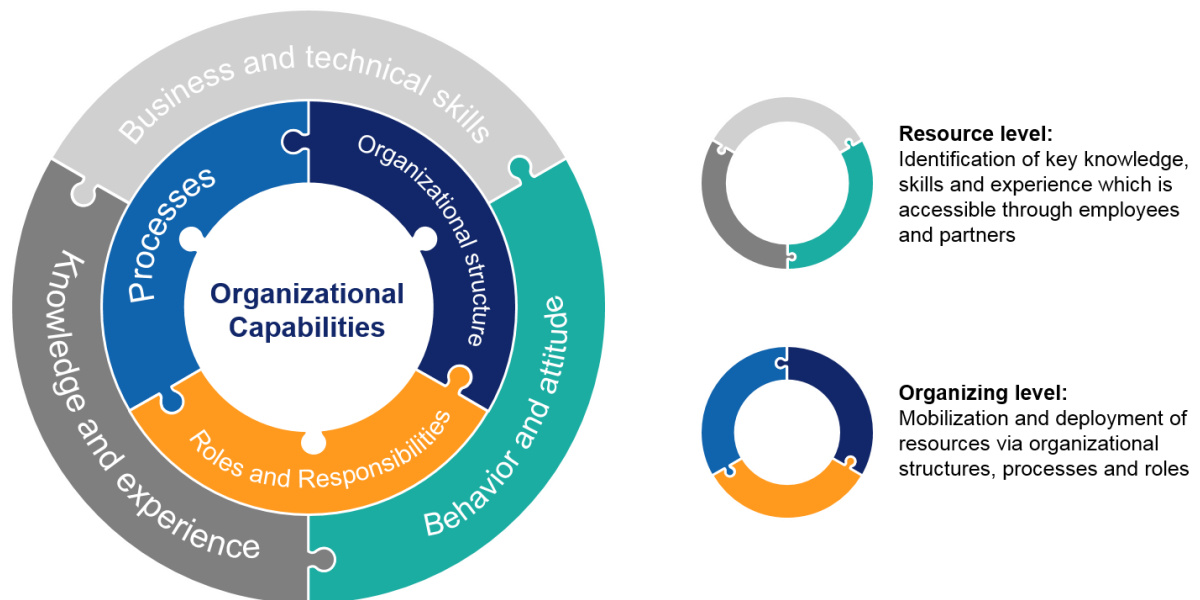 Business and technical skills
Processes
Organizational structure
Organizational
Capabilities
Knowledge and experience
Roles and Responsibilities
Behavior and attitude
Resource level:
Identification of key knowledge,
skills and experience which is
accessible through employees
and partners
Organizing level:
Mobilization and deployment of
resources via organizational
structures, processes and roles